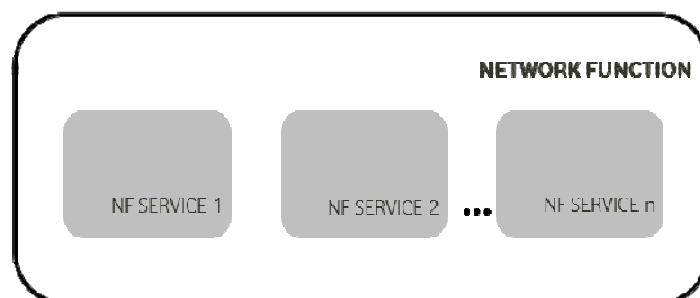 NETWORK FUNCTION
NF SERVICE 1
NF SERVICE 2
...
NF SERVICE n